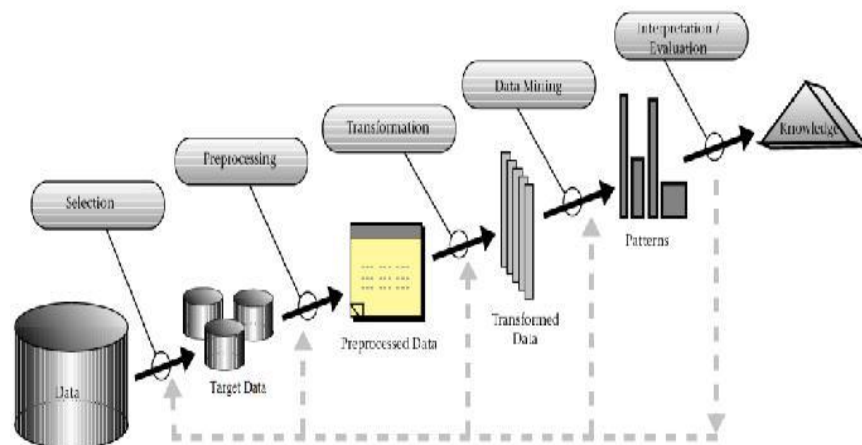 Interpretation /
Evaluation
Data Mining
Transformation
Preprocessing
Selection
Knowledge
Patterns
Transformed
Data
Preprocessed Data
Target Data
Data